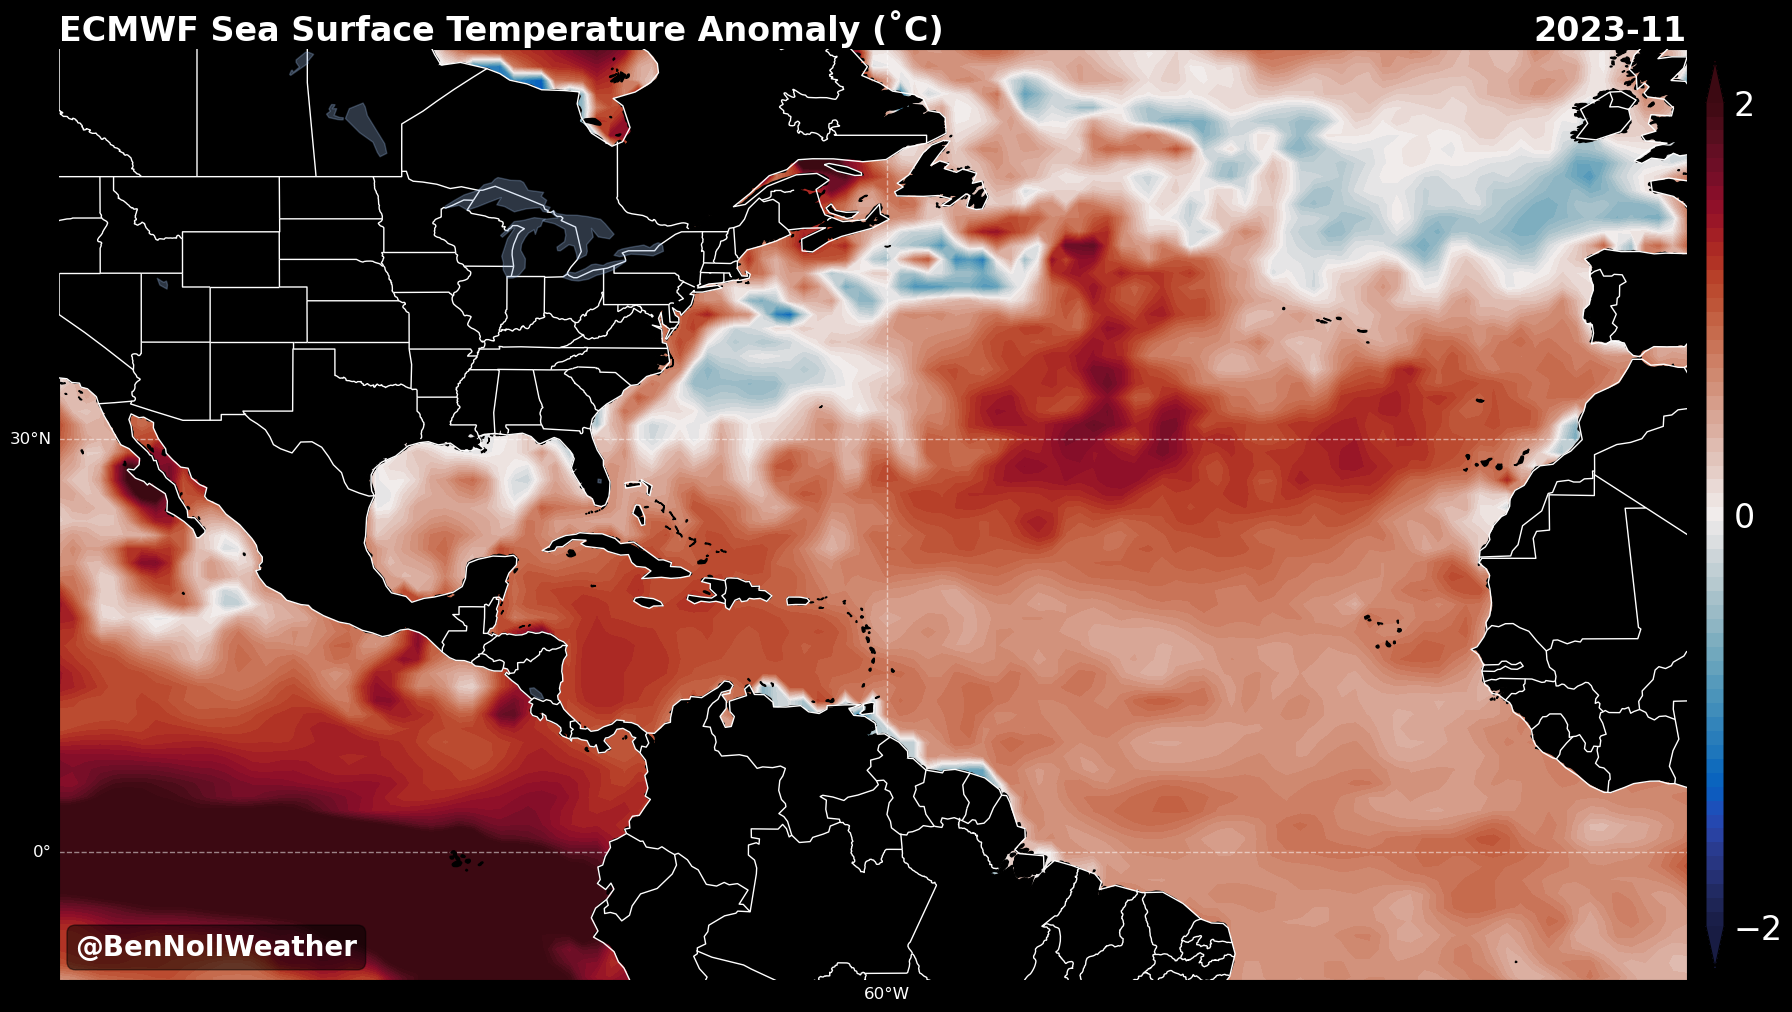 ECMWF Sea Surface Temperature Anomaly (˚C)
2023-11
2
30°N
0
0°
−2
@BenNollWeather
60°W